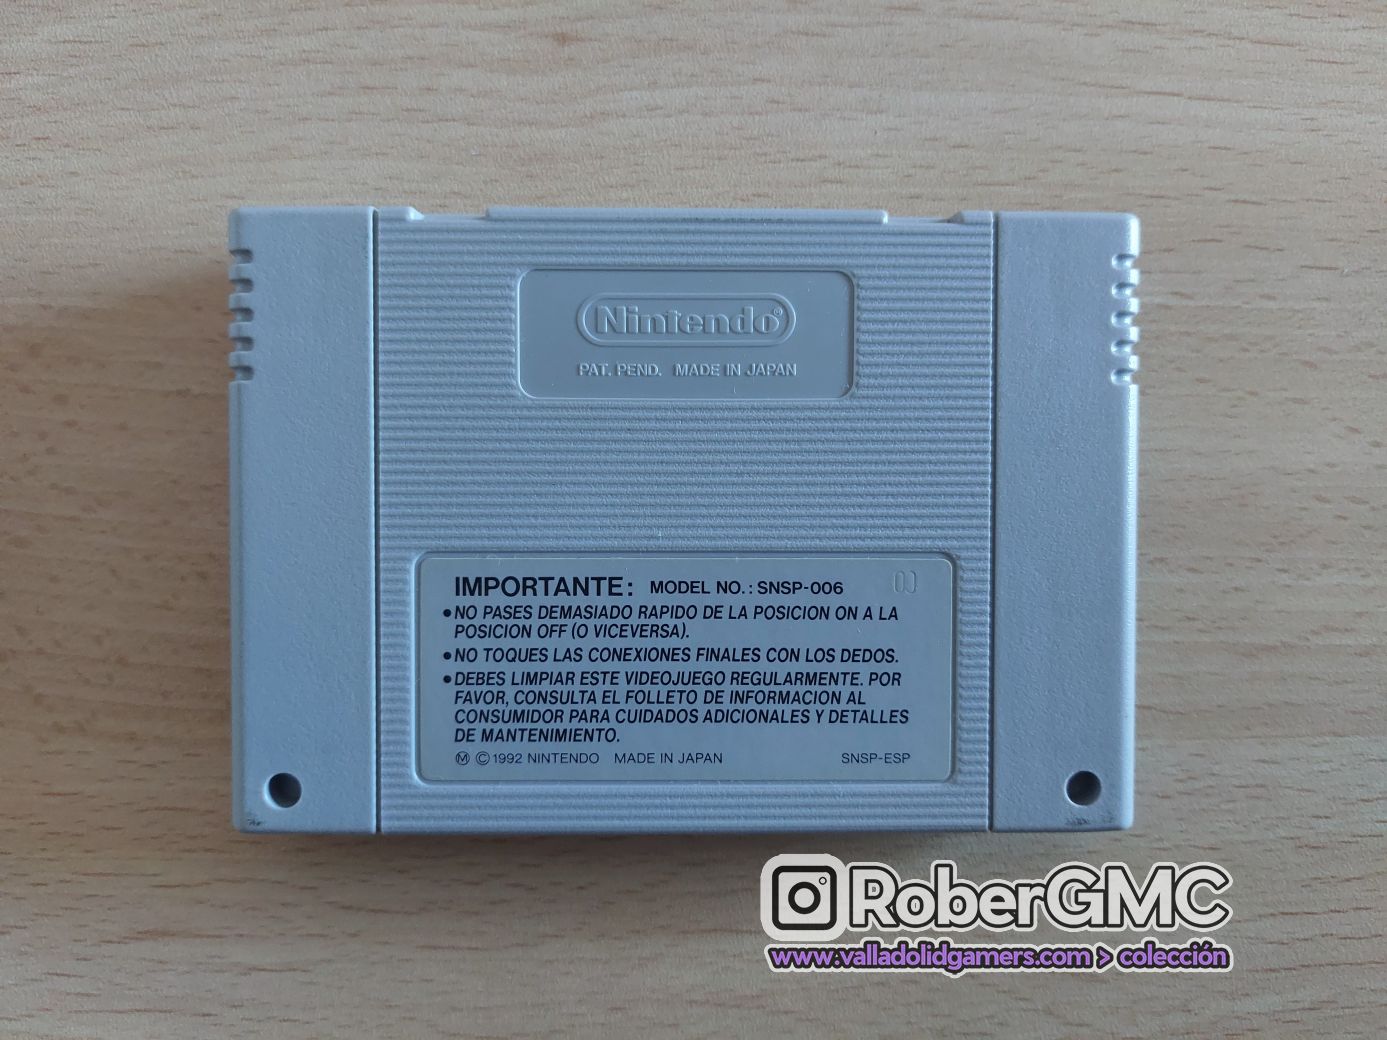 Nintendo®
PAT. PEND. MADE IN JAPAN
IMPORTANTE: MODEL NO.: SNSP-006
•NO PASES DEMASIADO RAPIDO DE LA POSICION ON A LA
POSICION OFF (O VICEVERSA).
•NO TOQUES LAS CONEXIONES FINALES CON LOS DEDOS.
•DEBES LIMPIAR ESTE VIDEOJUEGO REGULARMENTE. POR
FAVOR, CONSULTA EL FOLLETO DE INFORMACION AL
CONSUMIDOR PARA CUIDADOS ADICIONALES Y DETALLES
DE MANTENIMIENTO.
Ⓜ ©1992 NINTENDO MADE IN JAPAN SNSP-ESP
RoberGMC
www.valladolidgamers.com > colección